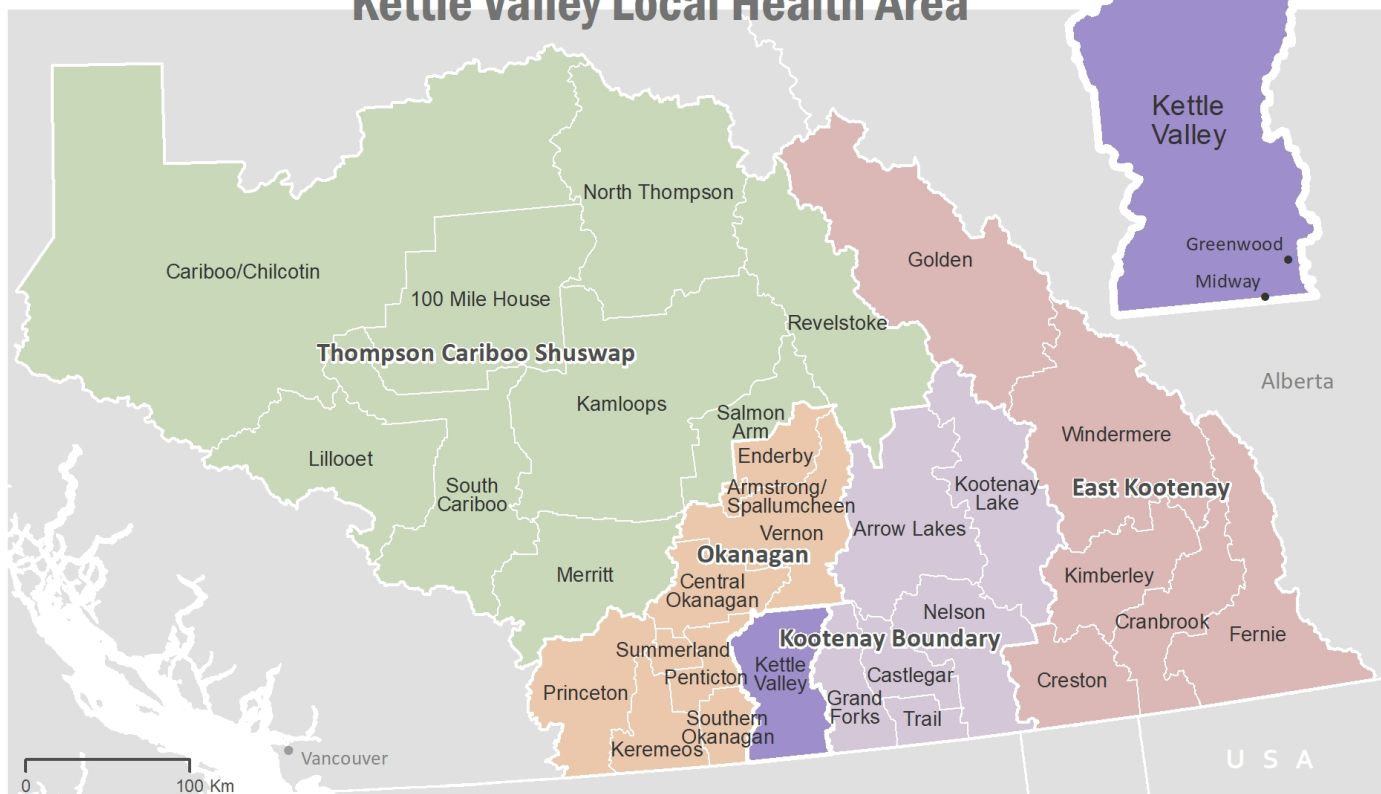 Kettle Valley Local Health Area
Kettle
Valley
Greenwood
Midway
North Thompson
Cariboo/Chilcotin
100 Mile House
Golden
Revelstoke
Thompson Cariboo Shuswap
Alberta
Kamloops
Salmon
Arm
Windermere
Enderby
Lillooet
South
Cariboo
Armstrong/
Spallumcheen
Kootenay
Lake
East Kootenay
Vernon
Arrow Lakes
Okanagan
Merritt
Central
Okanagan
Kimberley
Nelson
Cranbrook
Kootenay Boundary
Fernie
Summerland
Kettle
Valley
Penticton
Castlegar
Creston
Princeton
Grand
Forks
Trail
Southern
Okanagan
Keremeos
Vancouver
USA
0
100 Km